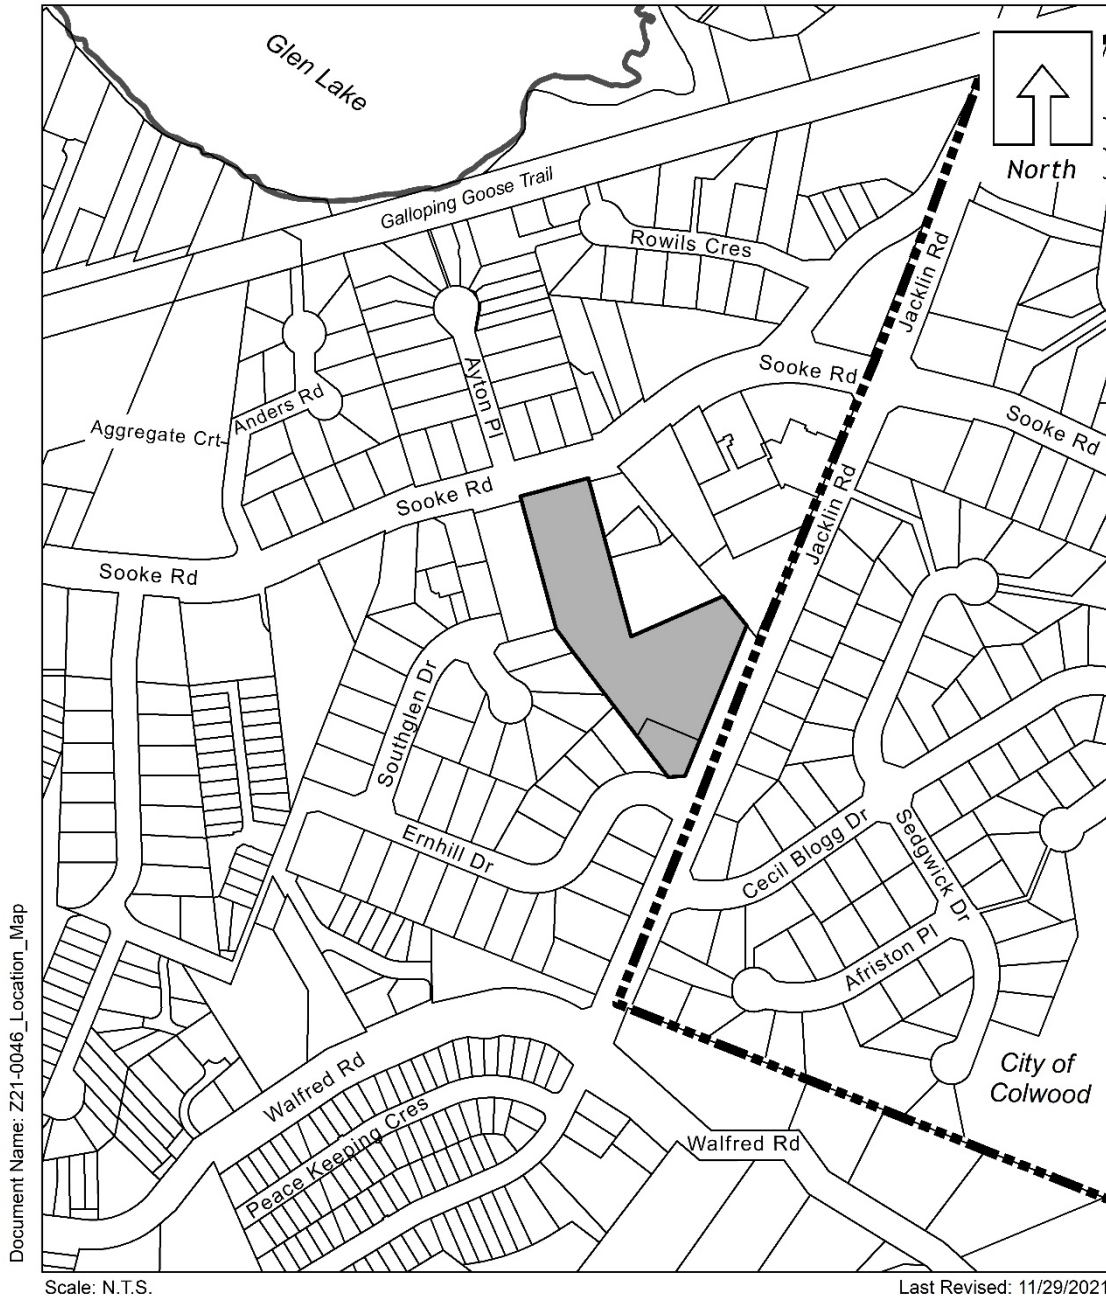 Glen Lake
North
Galloping Goose Trail
Rowils Cres
Jacklin Rd
Sooke Rd
Ayton Pl
Anders Rd
Aggregate Crt
Sooke Rd
Sooke Rd
Jacklin Rd
Sooke Rd
Southglen Dr
Ernhill Dr
Cecil Blogg Dr
Sedgwick Dr
Afriston Pl
City of
Colwood
Walfred Rd
Peace Keeping Cres
Walfred Rd
Document Name: Z21-0046_Location_Map
Scale: N.T.S.
Last Revised: 11/29/2021